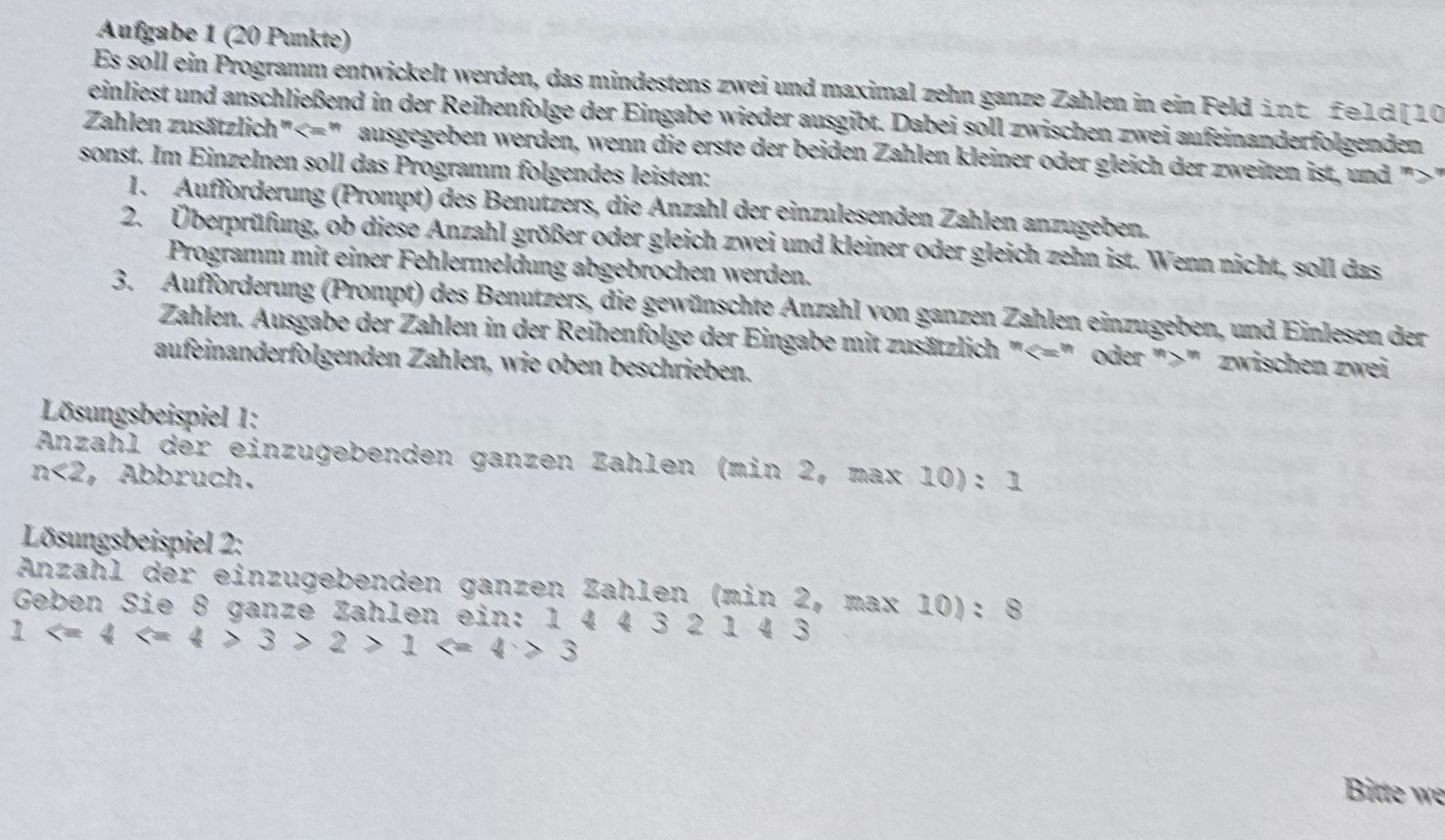 Aufgabe 1 (20 Punkte)
Es soll ein Programm entwickelt werden, das mindestens zwei und maximal zehn ganze Zahlen in ein Feld int feld[10
einliest und anschließend in der Reihenfolge der Eingabe wieder ausgibt. Dabei soll zwischen zwei aufeinanderfolgenden
Zahlen zusätzlich"<=" ausgegeben werden, wenn die erste der beiden Zahlen kleiner oder gleich der zweiten ist, und ">"
sonst. Im Einzelnen soll das Programm folgendes leisten:
1. Aufforderung (Prompt) des Benutzers, die Anzahl der einzulesenden Zahlen anzugeben.
2. Überprüfung, ob diese Anzahl größer oder gleich zwei und kleiner oder gleich zehn ist. Wenn nicht, soll das
Programm mit einer Fehlermeldung abgebrochen werden.
3. Aufforderung (Prompt) des Benutzers, die gewünschte Anzahl von ganzen Zahlen einzugeben, und Einlesen der
Zahlen. Ausgabe der Zahlen in der Reihenfolge der Eingabe mit zusätzlich "<=" oder ">" zwischen zwei
aufeinanderfolgenden Zahlen, wie oben beschrieben.
Lösungsbeispiel 1:
Anzahl der einzugebenden ganzen Zahlen (min 2, max 10): 1
n<2, Abbruch.
Lösungsbeispiel 2:
Anzahl der einzugebenden ganzen Zahlen (min 2, max 10): 8
Geben Sie 8 ganze Zahlen ein: 1 4 4 3 2 1 4 3
1 <= 4 <= 4 > 3 > 2 > 1 <= 4 > 3
Bitte we